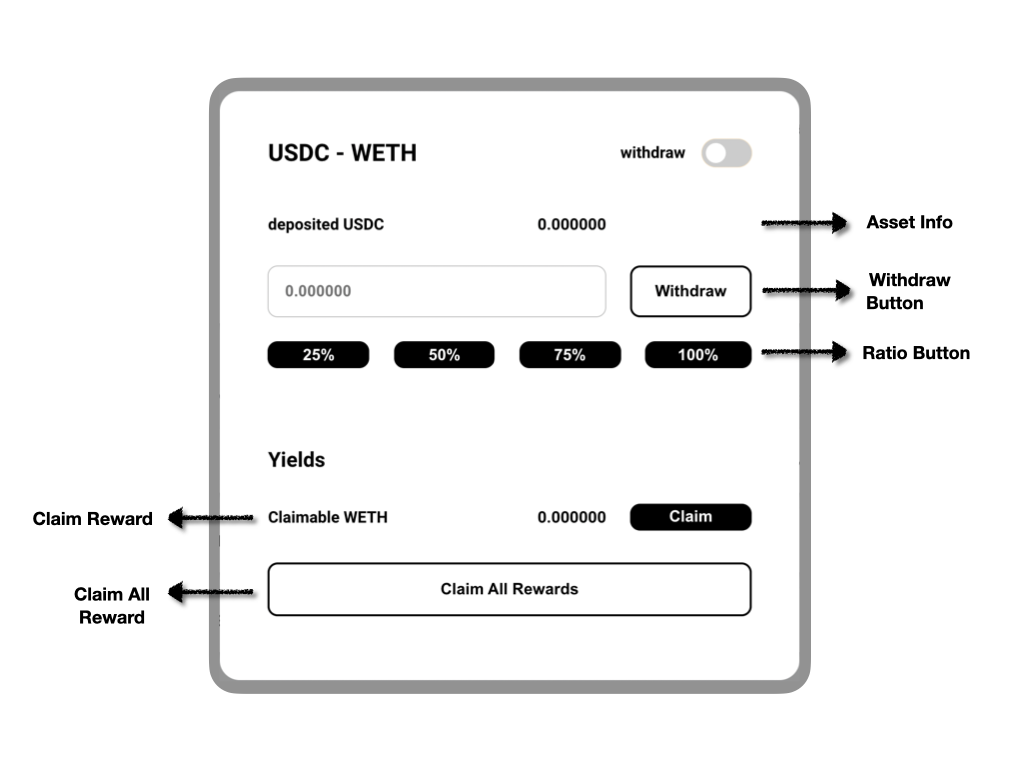 USDC - WETH
withdraw
deposited USDC
0.000000
Asset Info
0.000000
Withdraw
Withdraw
Button
25%
50%
75%
100%
Ratio Button
Yields
Claim Reward
Claimable WETH
0.000000
Claim
Claim All
Reward
Claim All Rewards